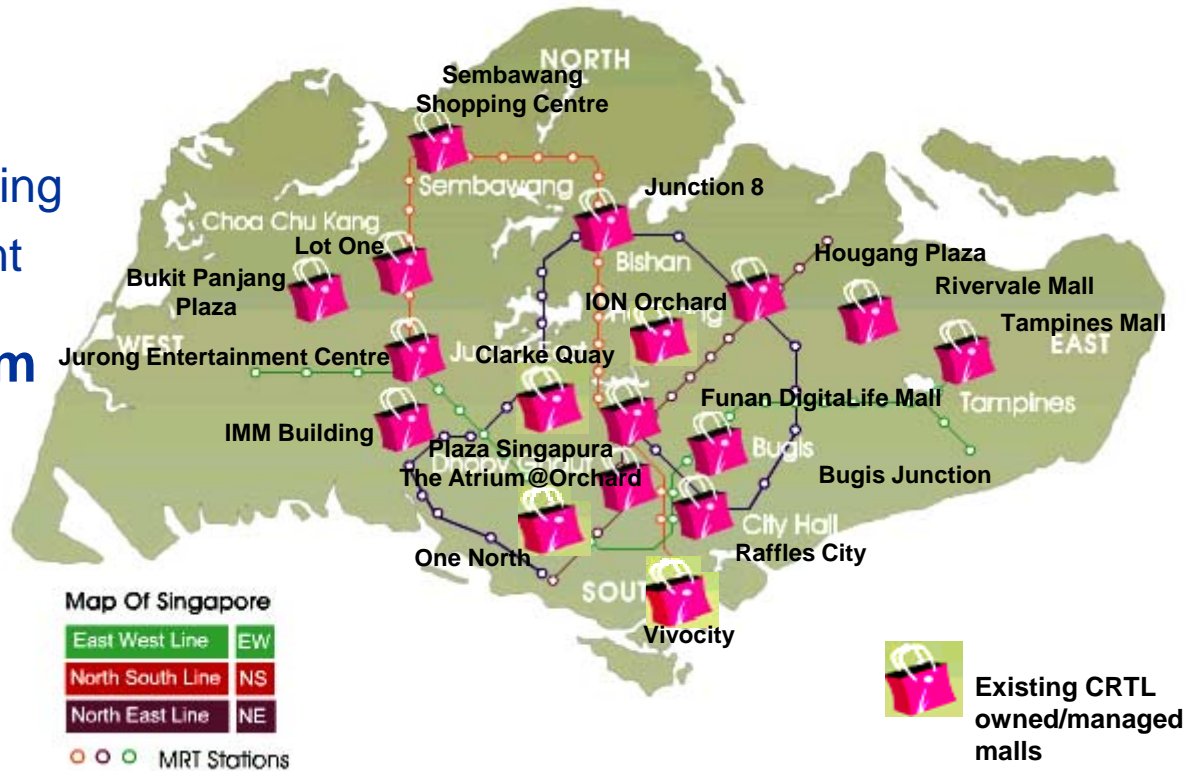 NORTH
Sembawang
Shopping Centre
ing
Sembawang
Junction 8
Choa Chu Kang
nt
Lot One
Bishan
Hougang Plaza
Bukit Panjang
Plaza
ION Orchard
Rivervale Mall
Tampines Mall
WEST
EAST
m
Jurong Entertainment Centre
Clarke Quay
Funan DigitaLife Mall
Tampines
IMM Building
Plaza Singapura
Bugis
The Atrium@Orchard
Bugis Junction
City Hall
One North
Raffles City
SOUT
Vivocity
Map Of Singapore
East West Line EW
North South Line NS
North East Line NE
MRT Stations
Existing CRTL
owned/managed
malls